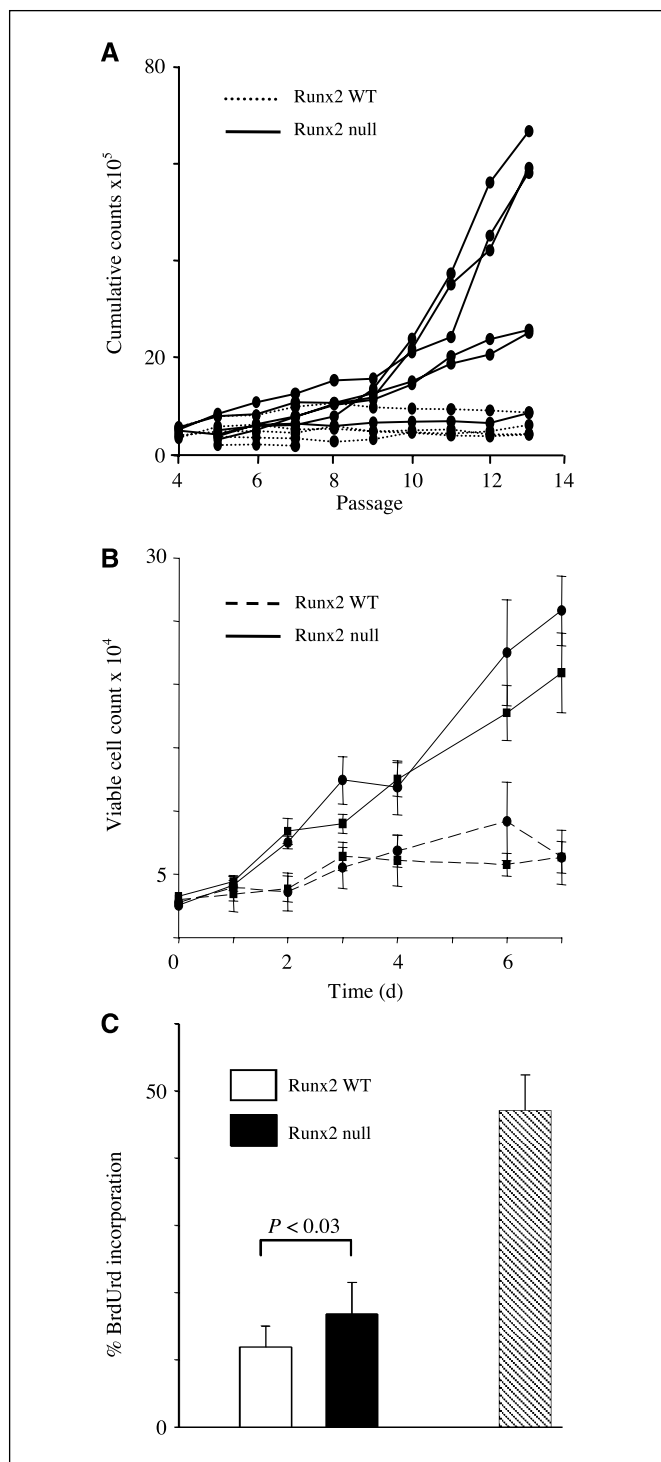 A
80
Runx2 WT
Runx2 null
Cumulative counts x10⁵
20
0
4 6 8 10 12 14
Passage
B
30
Runx2 WT
Runx2 null
Viable cell count x 10⁴
5
0 2 4 6
Time (d)
C
Runx2 WT
50
Runx2 null
% BrdUrd incorporation
P < 0.03
0